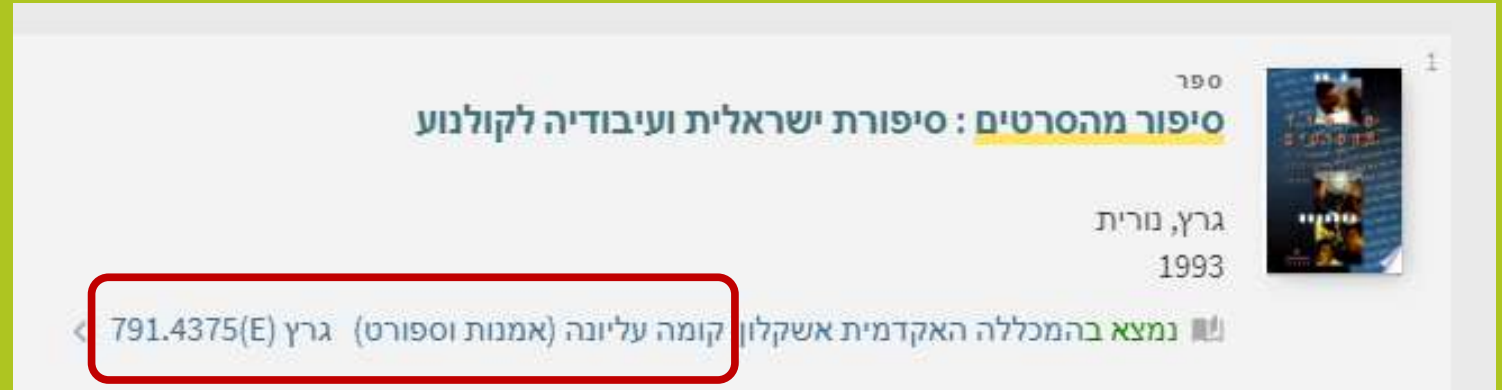 1
ספר
סיפור מהסרטים : סיפורת ישראלית ועיבודיה לקולנוע
גרץ, נורית
1993
נמצא בהמכללה האקדמית אשקלון קומה עליונה (אמנות וספורט) גרץ 791.4375(E)